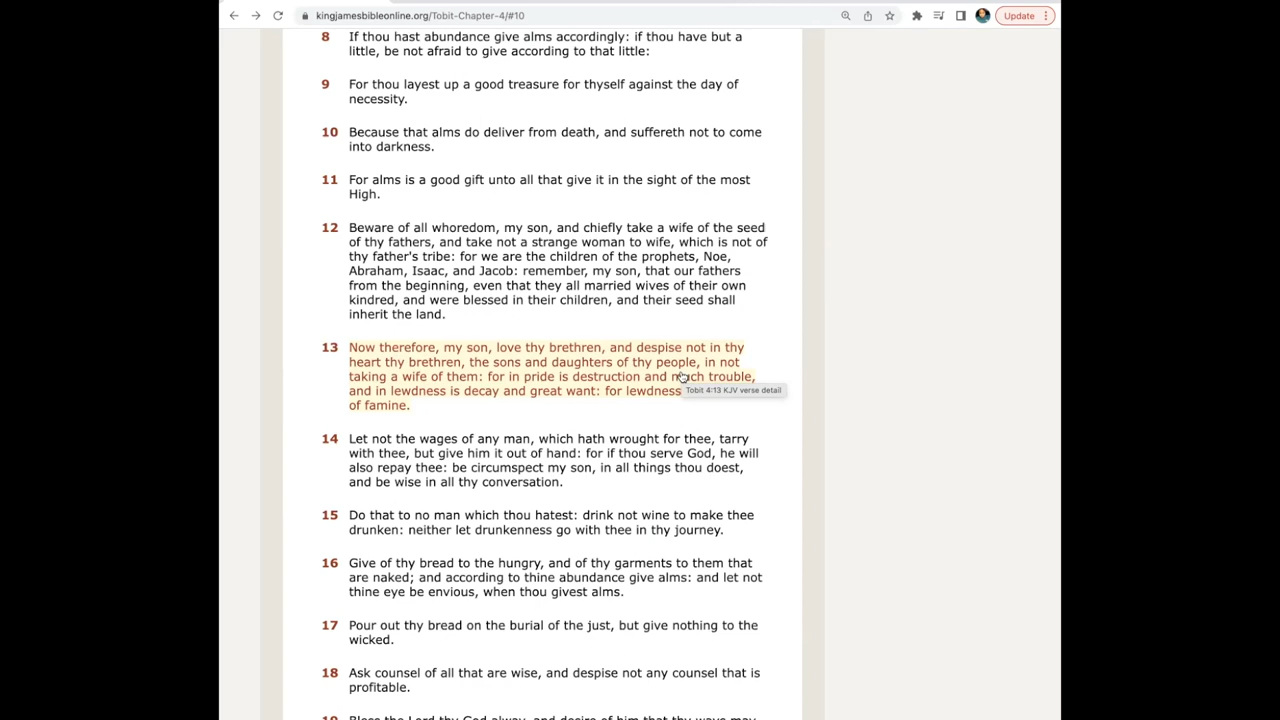 kingjamesbibleonline.org/Tobit-Chapter-4/#10
Update
8 If thou hast abundance give alms accordingly: if thou have but a
little, be not afraid to give according to that little:
9 For thou layest up a good treasure for thyself against the day of
necessity.
10 Because that alms do deliver from death, and suffereth not to come
into darkness.
11 For alms is a good gift unto all that give it in the sight of the most
High.
12 Beware of all whoredom, my son, and chiefly take a wife of the seed
of thy fathers, and take not a strange woman to wife, which is not of
thy father's tribe: for we are the children of the prophets, Noe,
Abraham, Isaac, and Jacob: remember, my son, that our fathers
from the beginning, even that they all married wives of their own
kindred, and were blessed in their children, and their seed shall
inherit the land.
13 Now therefore, my son, love thy brethren, and despise not in thy
heart thy brethren, the sons and daughters of thy people, in not
taking a wife of them: for in pride is destruction and much trouble,
and in lewdness is decay and great want: for lewdness
Tobit 4:13 KJV verse detail
of famine.
14 Let not the wages of any man, which hath wrought for thee, tarry
with thee, but give him it out of hand: for if thou serve God, he will
also repay thee: be circumspect my son, in all things thou doest,
and be wise in all thy conversation.
15 Do that to no man which thou hatest: drink not wine to make thee
drunken: neither let drunkenness go with thee in thy journey.
16 Give of thy bread to the hungry, and of thy garments to them that
are naked; and according to thine abundance give alms: and let not
thine eye be envious, when thou givest alms.
17 Pour out thy bread on the burial of the just, but give nothing to the
wicked.
18 Ask counsel of all that are wise, and despise not any counsel that is
profitable.
19 Bless the Lord thy God alway, and desire of him that thy ways may